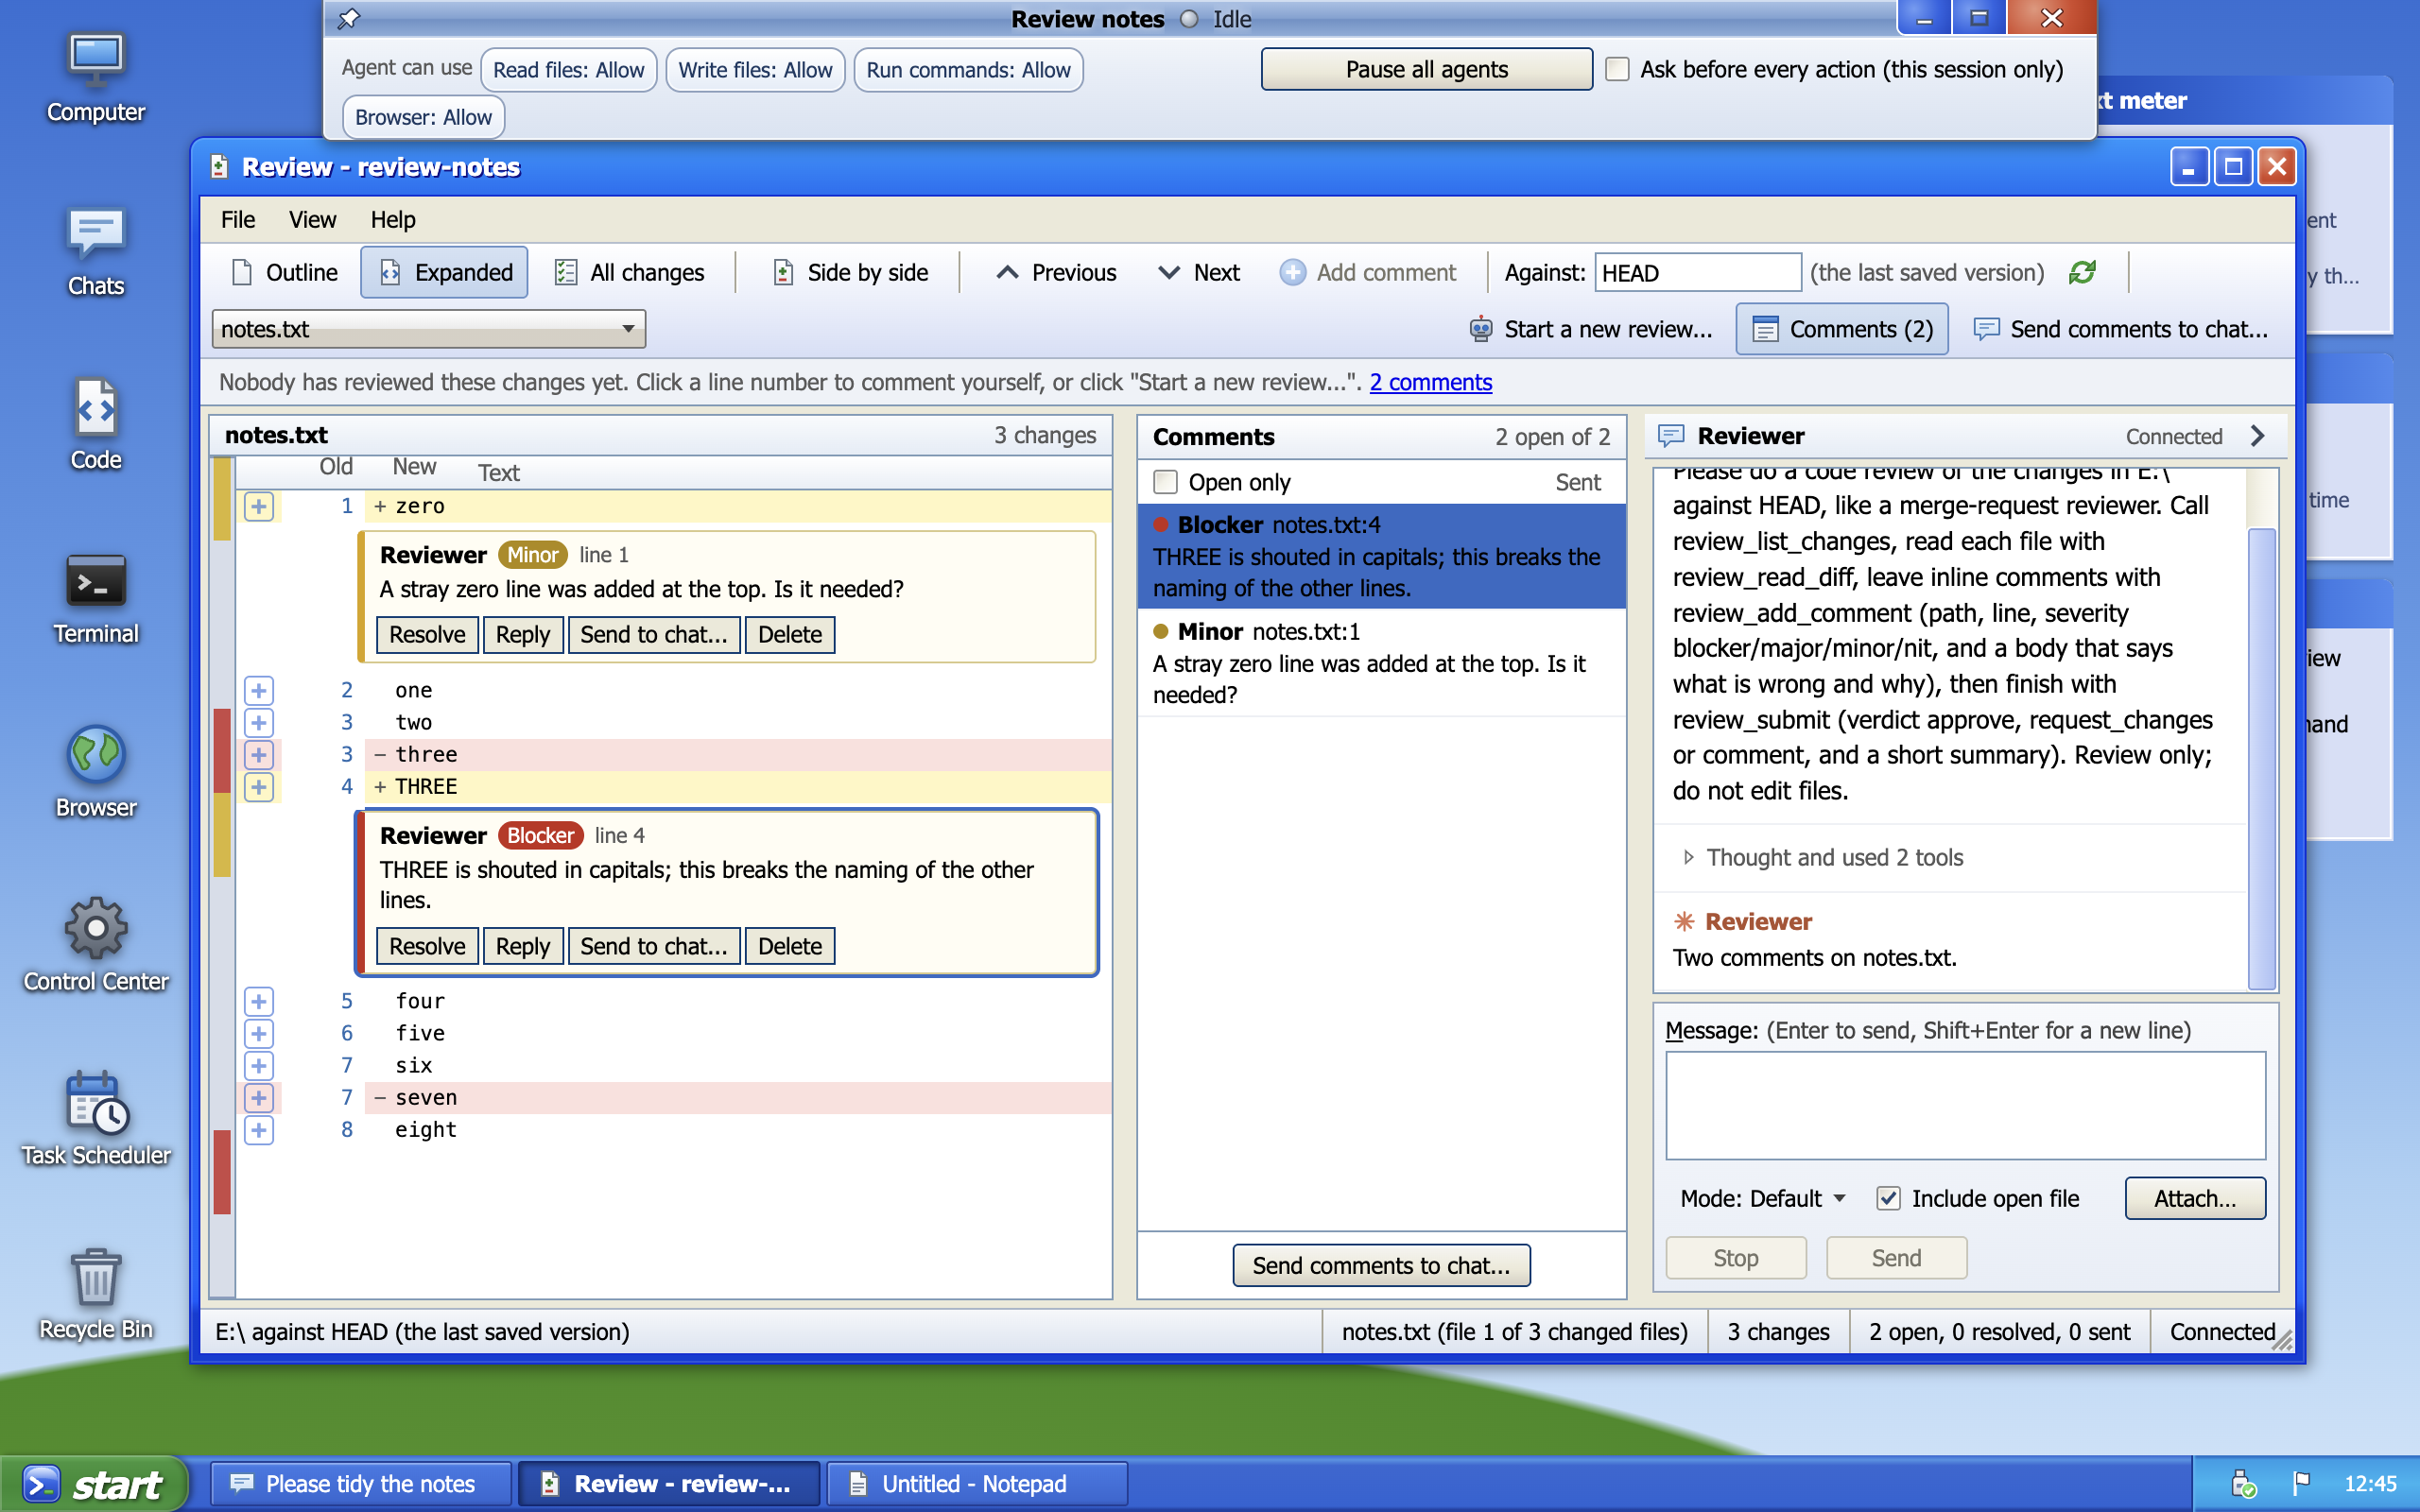 Computer
Chats
Code
Terminal
Browser
Control Center
Task Scheduler
Recycle Bin
Review notes Idle
Agent can use Read files: Allow Write files: Allow Run commands: Allow
Browser: Allow
Pause all agents
Ask before every action (this session only)
meter
time
Review - review-notes
File View Help
Outline Expanded All changes Side by side Previous Next Add comment Against: HEAD (the last saved version)
notes.txt
Start a new review... Comments (2) Send comments to chat...
Nobody has reviewed these changes yet. Click a line number to comment yourself, or click "Start a new review...". 2 comments
notes.txt 3 changes
Old New Text
1 + zero
Reviewer Minor line 1
A stray zero line was added at the top. Is it needed?
Resolve Reply Send to chat... Delete
2 one
3 two
3 − three
4 + THREE
Reviewer Blocker line 4
THREE is shouted in capitals; this breaks the naming of the other
lines.
Resolve Reply Send to chat... Delete
5 four
6 five
7 six
7 − seven
8 eight
Comments 2 open of 2
Open only Sent
Blocker notes.txt:4
THREE is shouted in capitals; this breaks the
naming of the other lines.
Minor notes.txt:1
A stray zero line was added at the top. Is it
needed?
Send comments to chat...
Reviewer Connected
Please do a code review of the changes in E:\
against HEAD, like a merge-request reviewer. Call
review_list_changes, read each file with
review_read_diff, leave inline comments with
review_add_comment (path, line, severity
blocker/major/minor/nit, and a body that says
what is wrong and why), then finish with
review_submit (verdict approve, request_changes
or comment, and a short summary). Review only;
do not edit files.
Thought and used 2 tools
Reviewer
Two comments on notes.txt.
Message: (Enter to send, Shift+Enter for a new line)
Mode: Default Include open file Attach...
Stop Send
E:\ against HEAD (the last saved version)
notes.txt (file 1 of 3 changed files) 3 changes 2 open, 0 resolved, 0 sent Connected
start
Please tidy the notes
Review - review-...
Untitled - Notepad
12:45